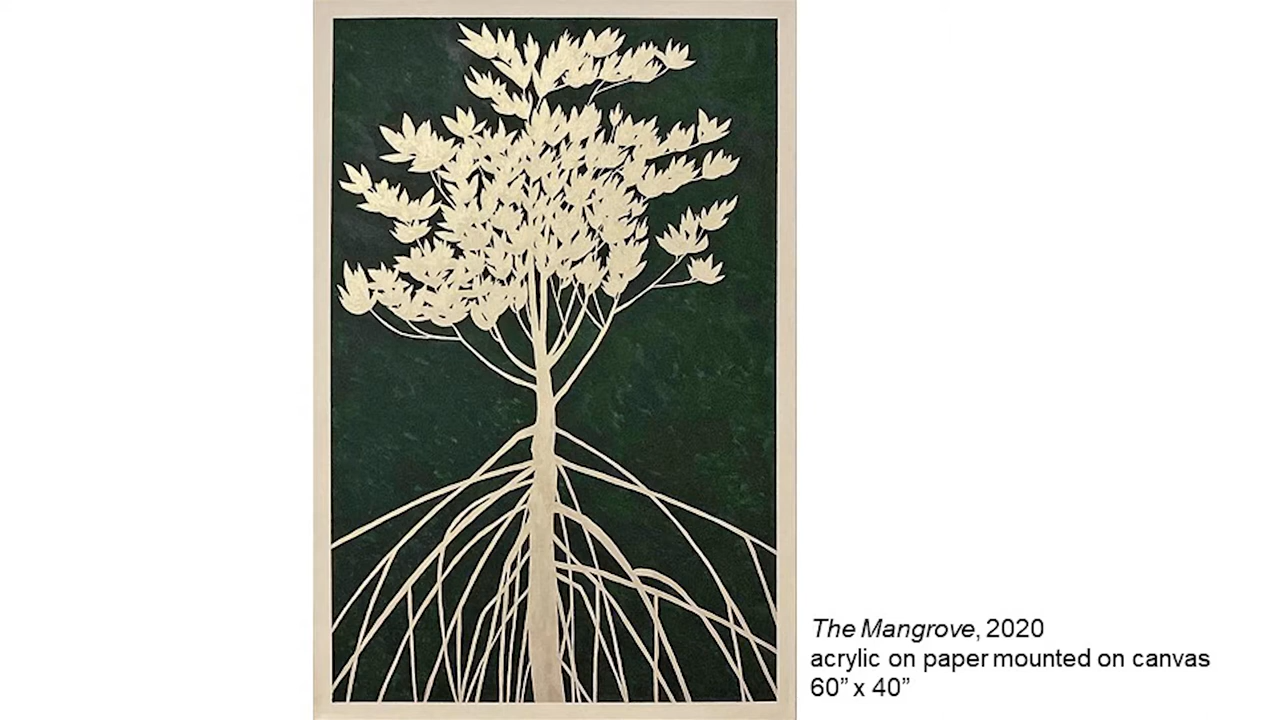 The Mangrove, 2020
acrylic on paper mounted on canvas
60” x 40”